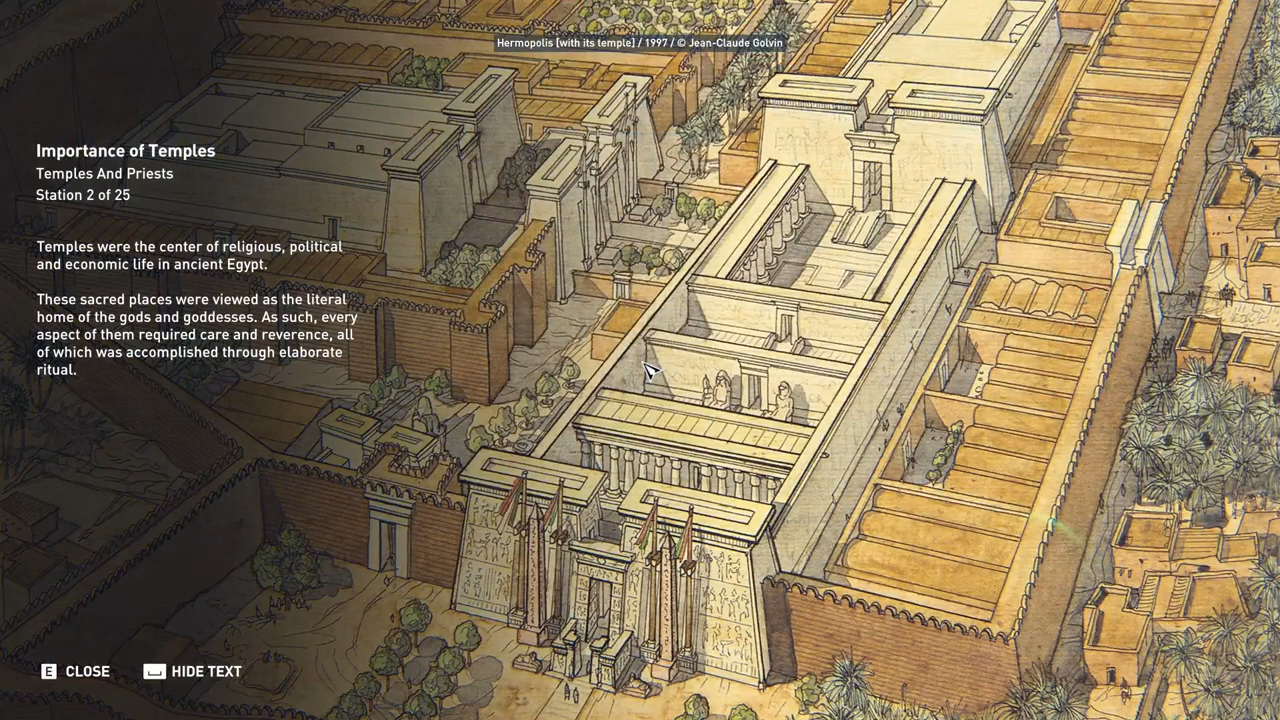 Hermopolis [with its temple] / 1997 / © Jean-Claude Golvin
Importance of Temples
Temples And Priests
Station 2 of 25
Temples were the center of religious, political
and economic life in ancient Egypt.
These sacred places were viewed as the literal
home of the gods and goddesses. As such, every
aspect of them required care and reverence, all
of which was accomplished through elaborate
ritual.
E CLOSE
HIDE TEXT